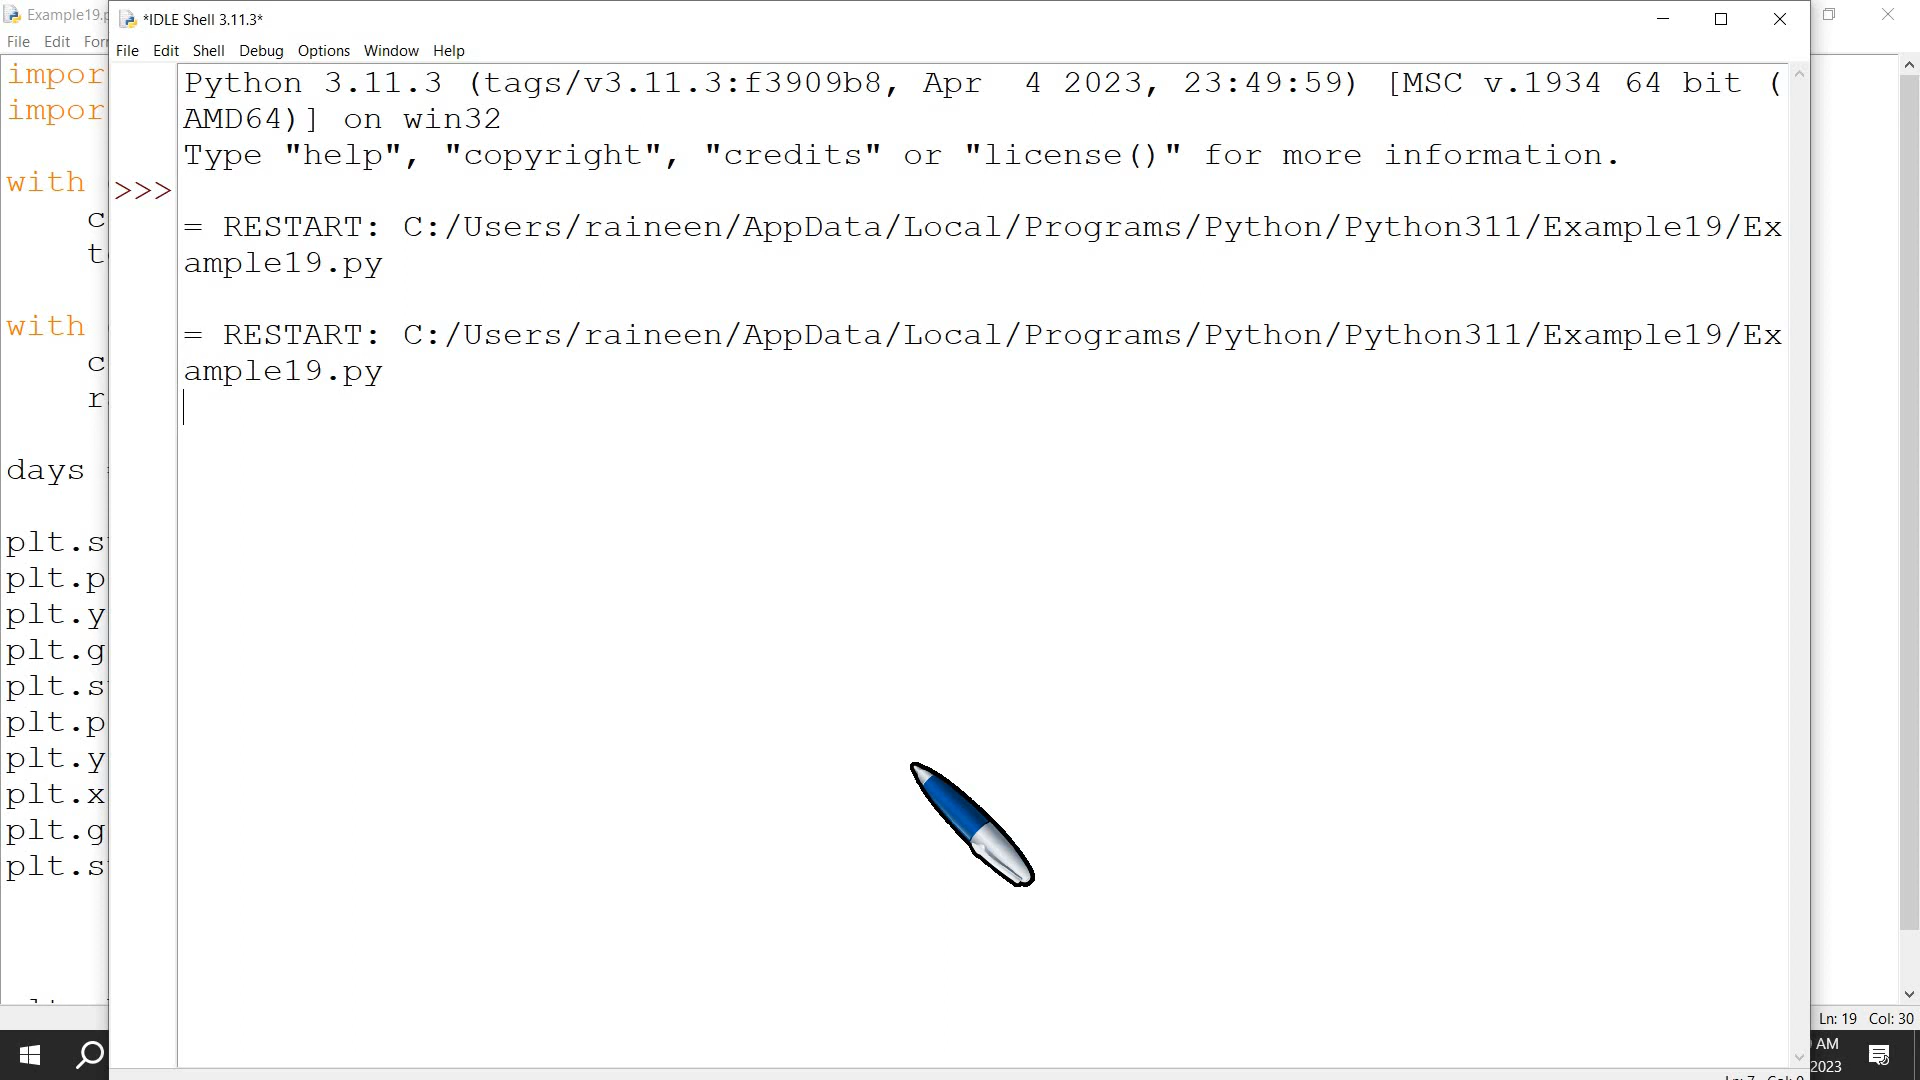 Example19.p
*IDLE Shell 3.11.3*
File Edit For
File Edit Shell Debug Options Window Help
impor
impor
with
c
t
with
c
r
days
plt.s
plt.p
plt.y
plt.g
plt.s
plt.p
plt.y
plt.x
plt.g
plt.s
Python 3.11.3 (tags/v3.11.3:f3909b8, Apr  4 2023, 23:49:59) [MSC v.1934 64 bit (
AMD64)] on win32
Type "help", "copyright", "credits" or "license()" for more information.
>>>
= RESTART: C:/Users/raineen/AppData/Local/Programs/Python/Python311/Example19/Ex
ample19.py
= RESTART: C:/Users/raineen/AppData/Local/Programs/Python/Python311/Example19/Ex
ample19.py
Ln: 19 Col: 30
AM
2023